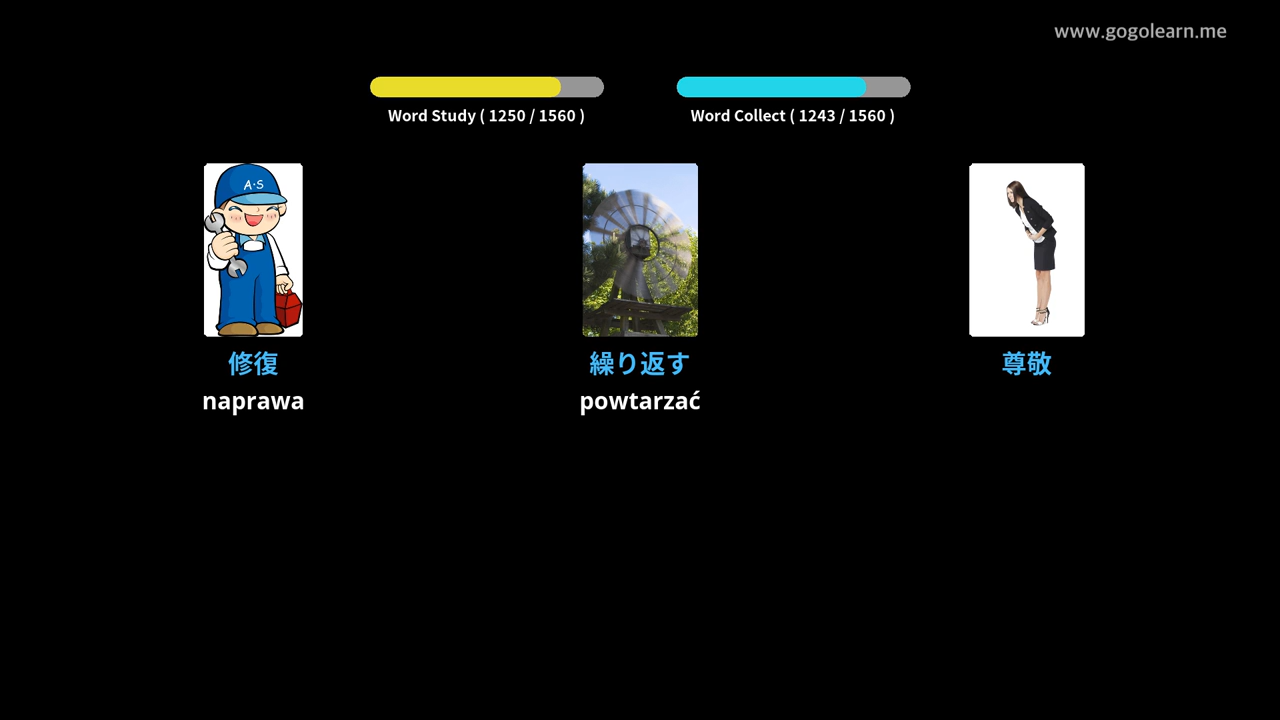 www.gogolearn.me
Word Study ( 1250 / 1560 )
Word Collect ( 1243 / 1560 )
A·S
修復
繰り返す
尊敬
naprawa
powtarzać